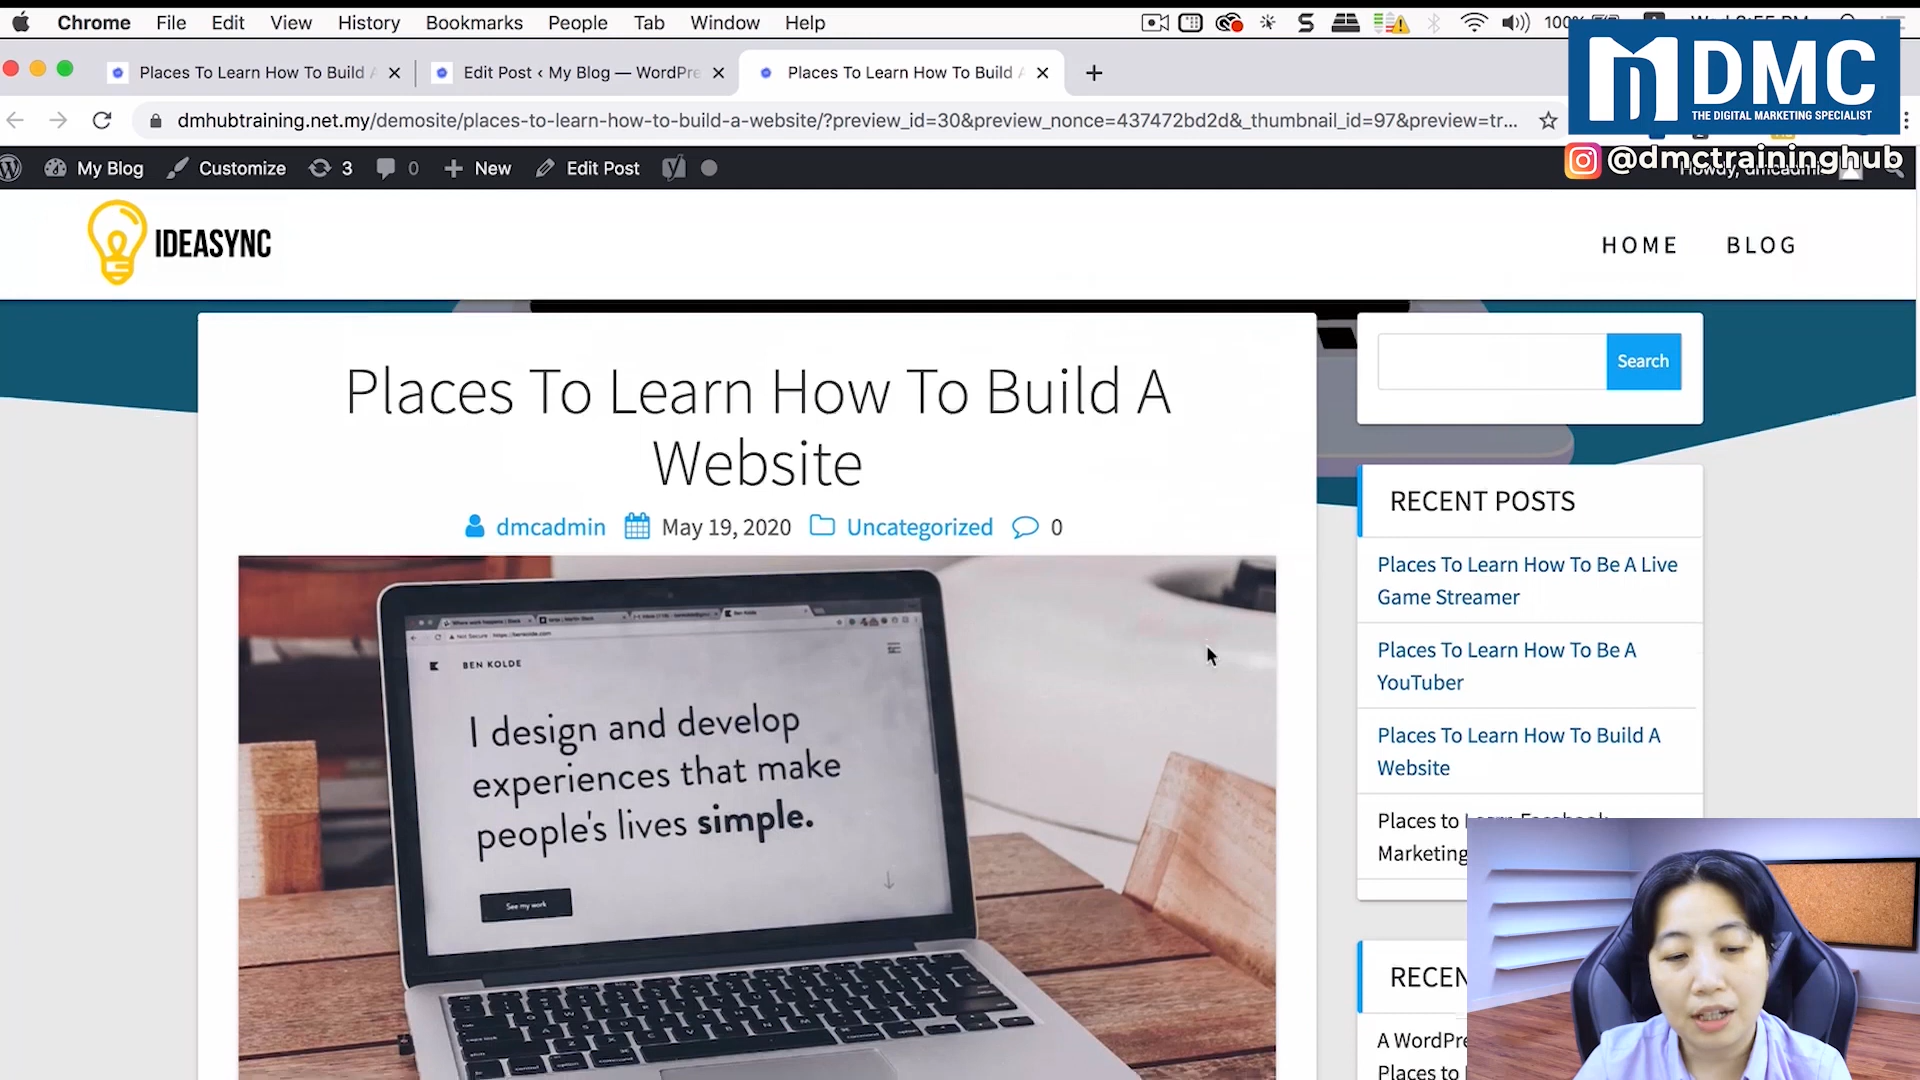 Chrome File Edit View History Bookmarks People Tab Window Help 100%
Places To Learn How To Build
Edit Post ‹ My Blog — WordPre
Places To Learn How To Build
dmhubtraining.net.my/demosite/places-to-learn-how-to-build-a-website/?preview_id=30&preview_nonce=437472bd2d&_thumbnail_id=97&preview=tr...
DMC
THE DIGITAL MARKETING SPECIALIST
@dmctraininghub
My Blog Customize 3 0 New Edit Post
IDEASYNC
HOME BLOG
Places To Learn How To Build A
Website
dmcadmin May 19, 2020 Uncategorized 0
BEN KOLDE
I design and develop
experiences that make
people's lives simple.
See my work
Search
RECENT POSTS
Places To Learn How To Be A Live
Game Streamer
Places To Learn How To Be A
YouTuber
Places To Learn How To Build A
Website
Places to Learn Facebook
Marketing
RECEN
A WordPre
Places to